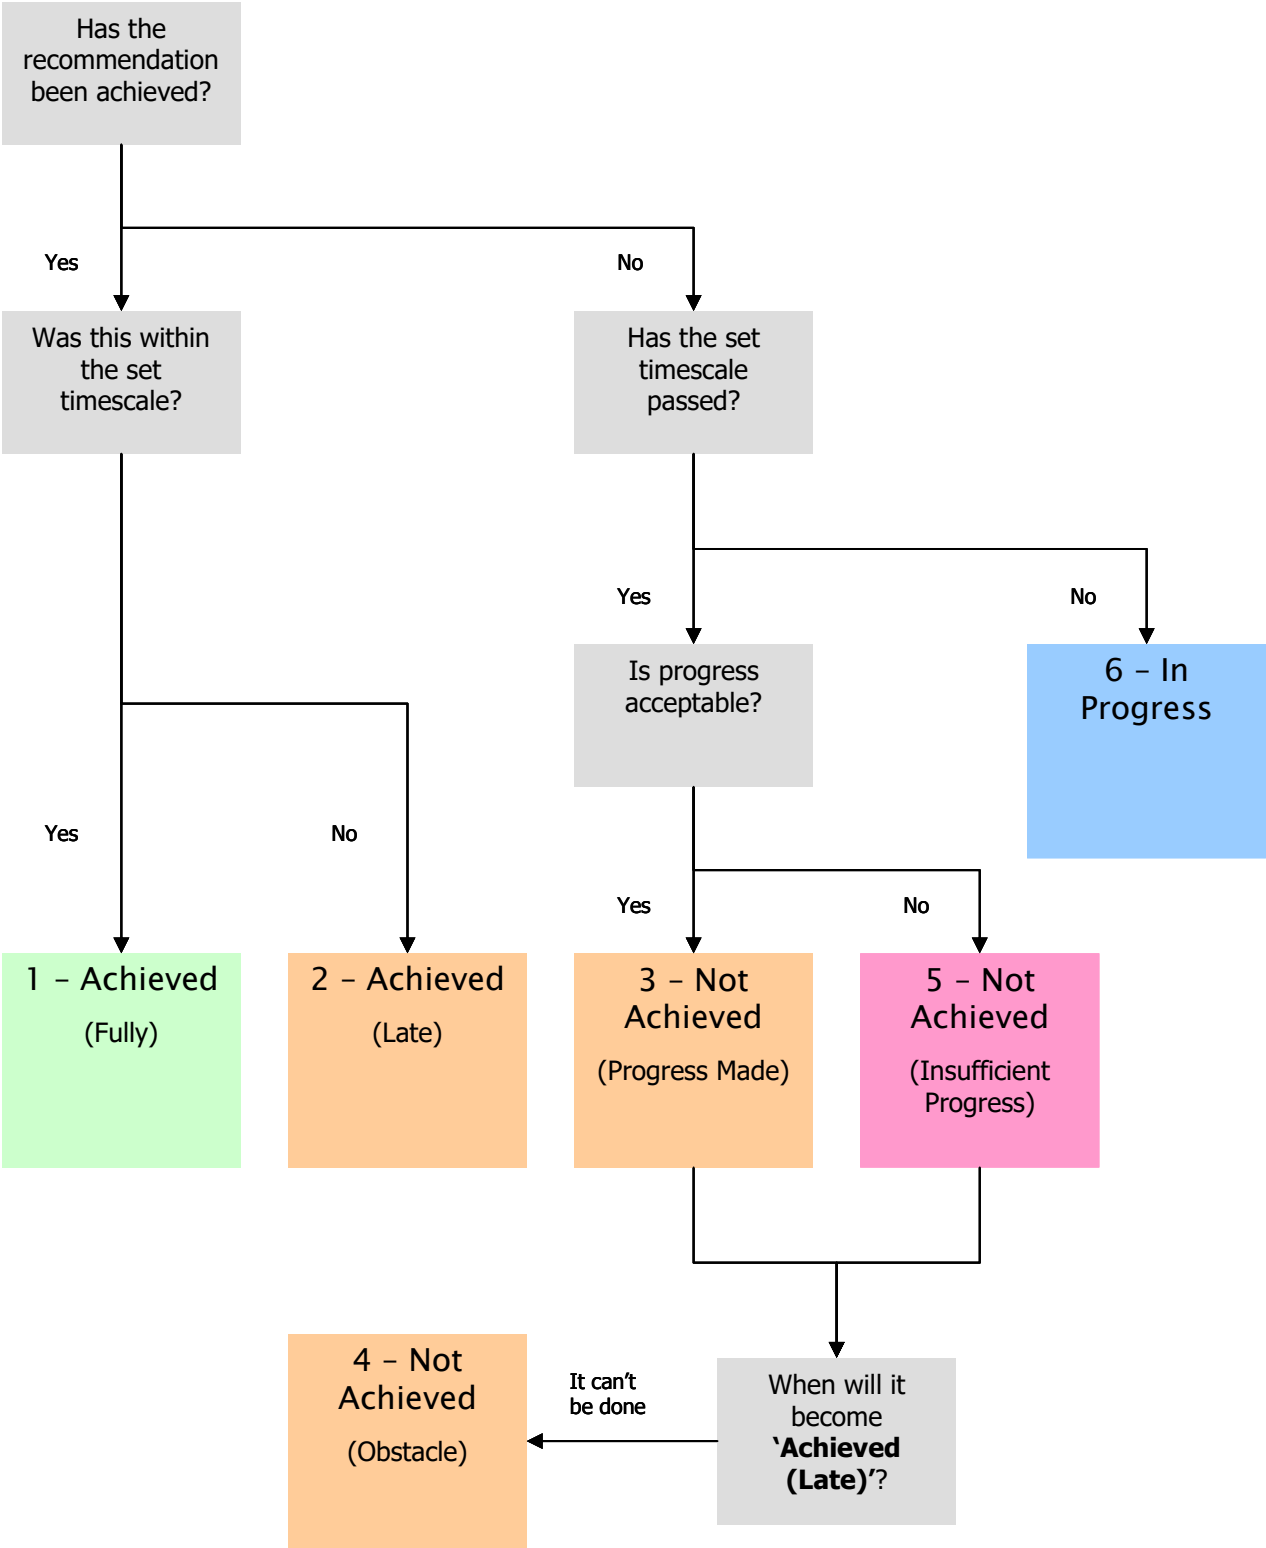 Has the
recommendation
been achieved?
Yes
No
Was this within
the set
timescale?
Has the set
timescale
passed?
Yes
No
Is progress
acceptable?
6 – In
Progress
Yes
No
Yes
No
1 – Achieved
(Fully)
2 – Achieved
(Late)
3 – Not
Achieved
(Progress Made)
5 – Not
Achieved
(Insufficient
Progress)
4 – Not
Achieved
(Obstacle)
It can't
be done
When will it
become
‘Achieved
(Late)’?